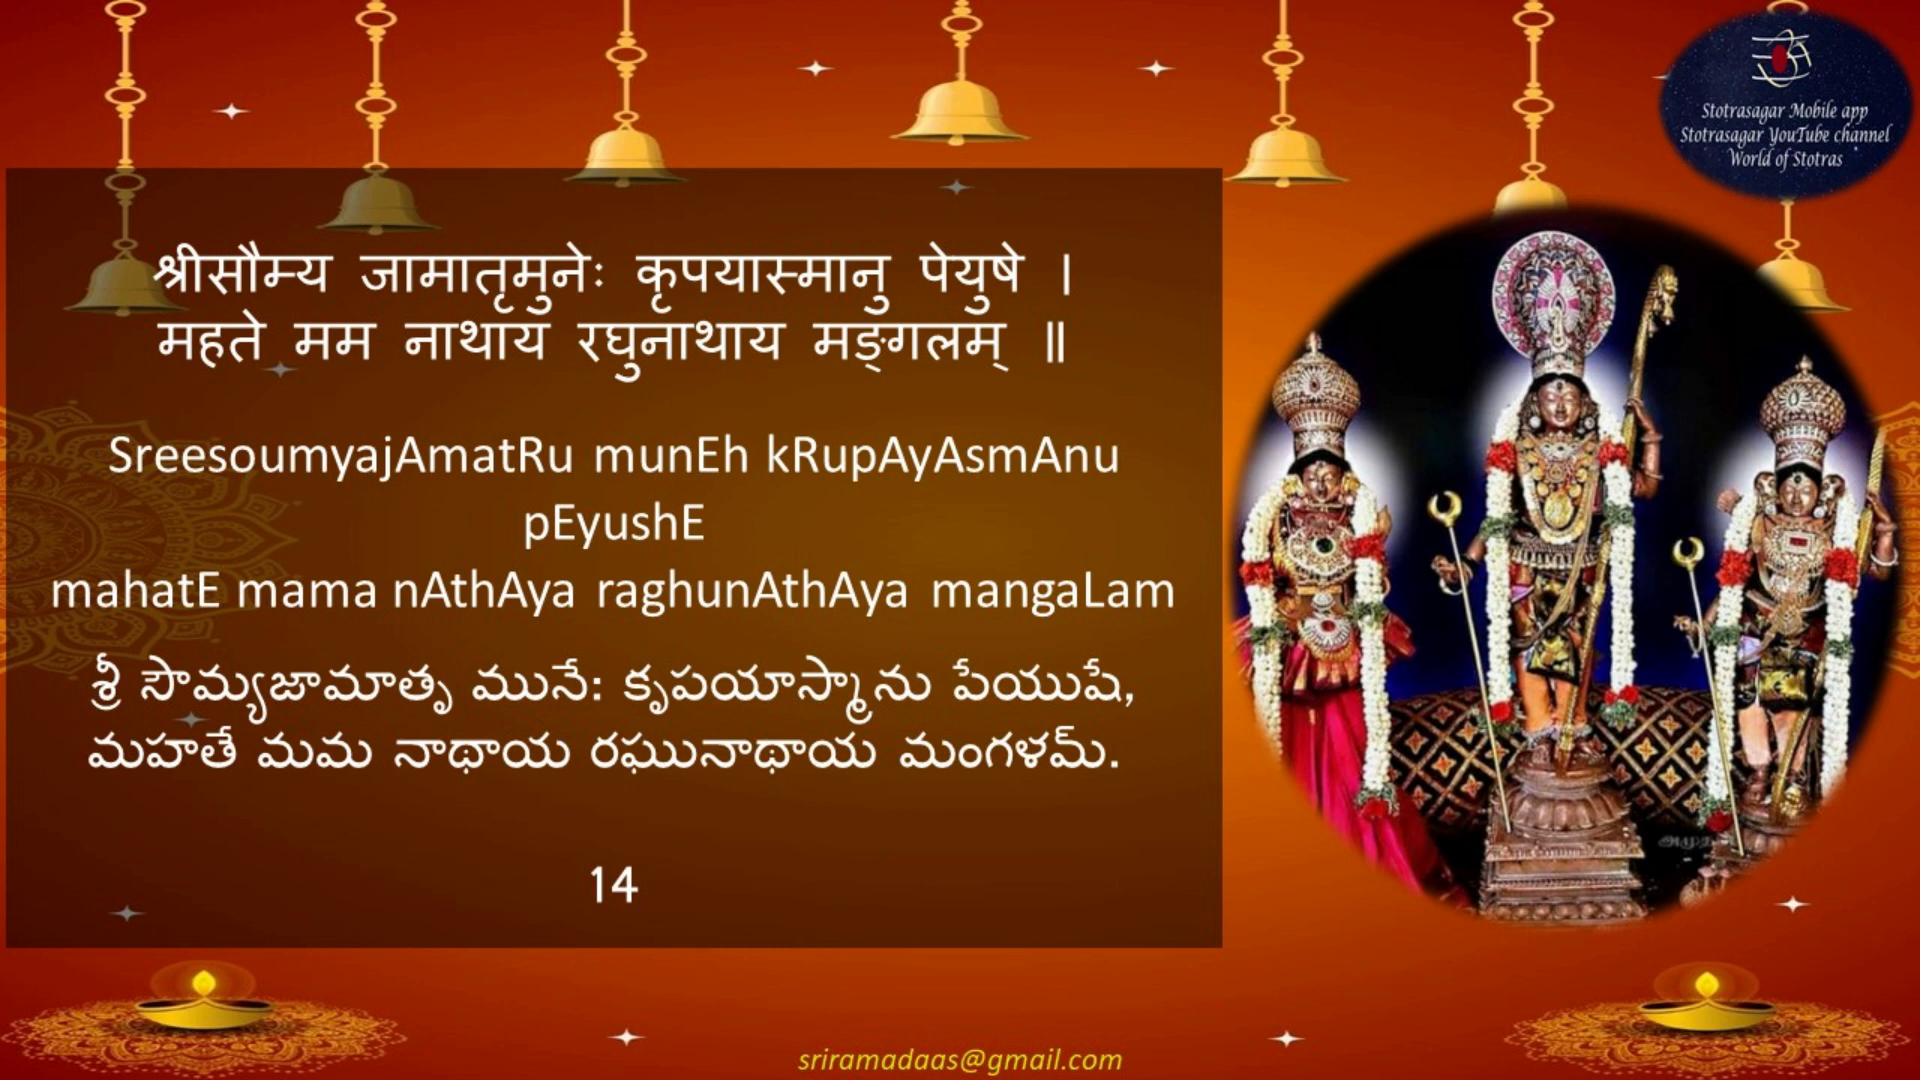 Stotrasagar Mobile app
Stotrasagar YouTube channel
World of Stotras
श्रीसौम्य जामातृमुनेः कृपयास्मानु पेयुषे ।
महते मम नाथाय रघुनाथाय मङ्गलम् ॥
SreesoumyajAmatRu munEh kRupAyAsmAnu
pEyushE
mahatE mama nAthAya raghunAthAya mangaLam
శ్రీ సౌమ్యజామాతృ మునే: కృపయాస్మాను పేయుషే,
మహతే మమ నాథాయ రఘునాథాయ మంగళమ్.
14
sriramadaas@gmail.com